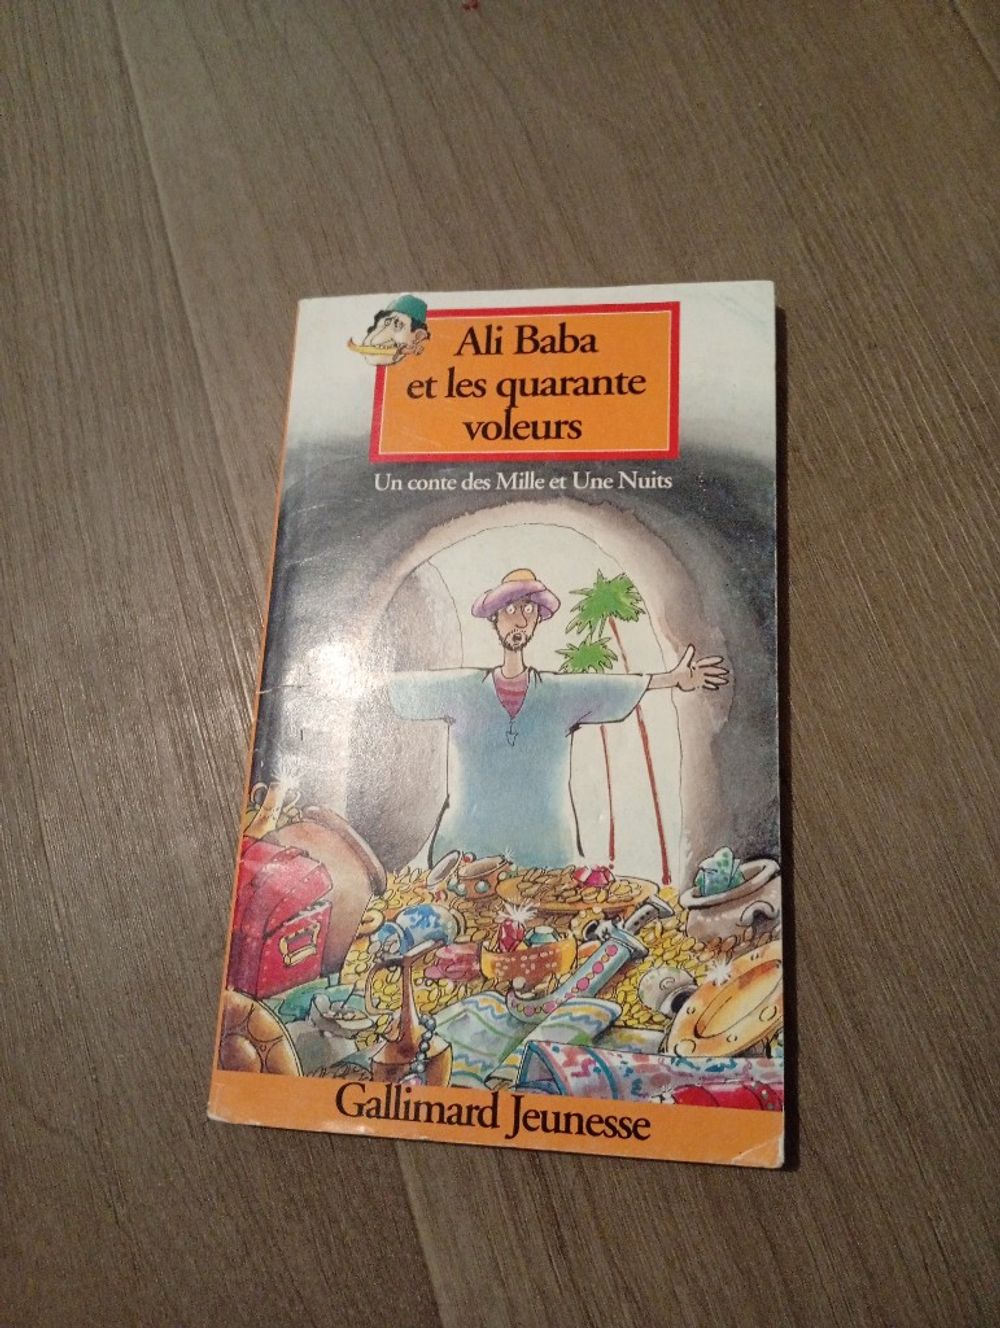 Ali Baba
et les quarante
voleurs
Un conte des Mille et Une Nuits
Gallimard Jeunesse